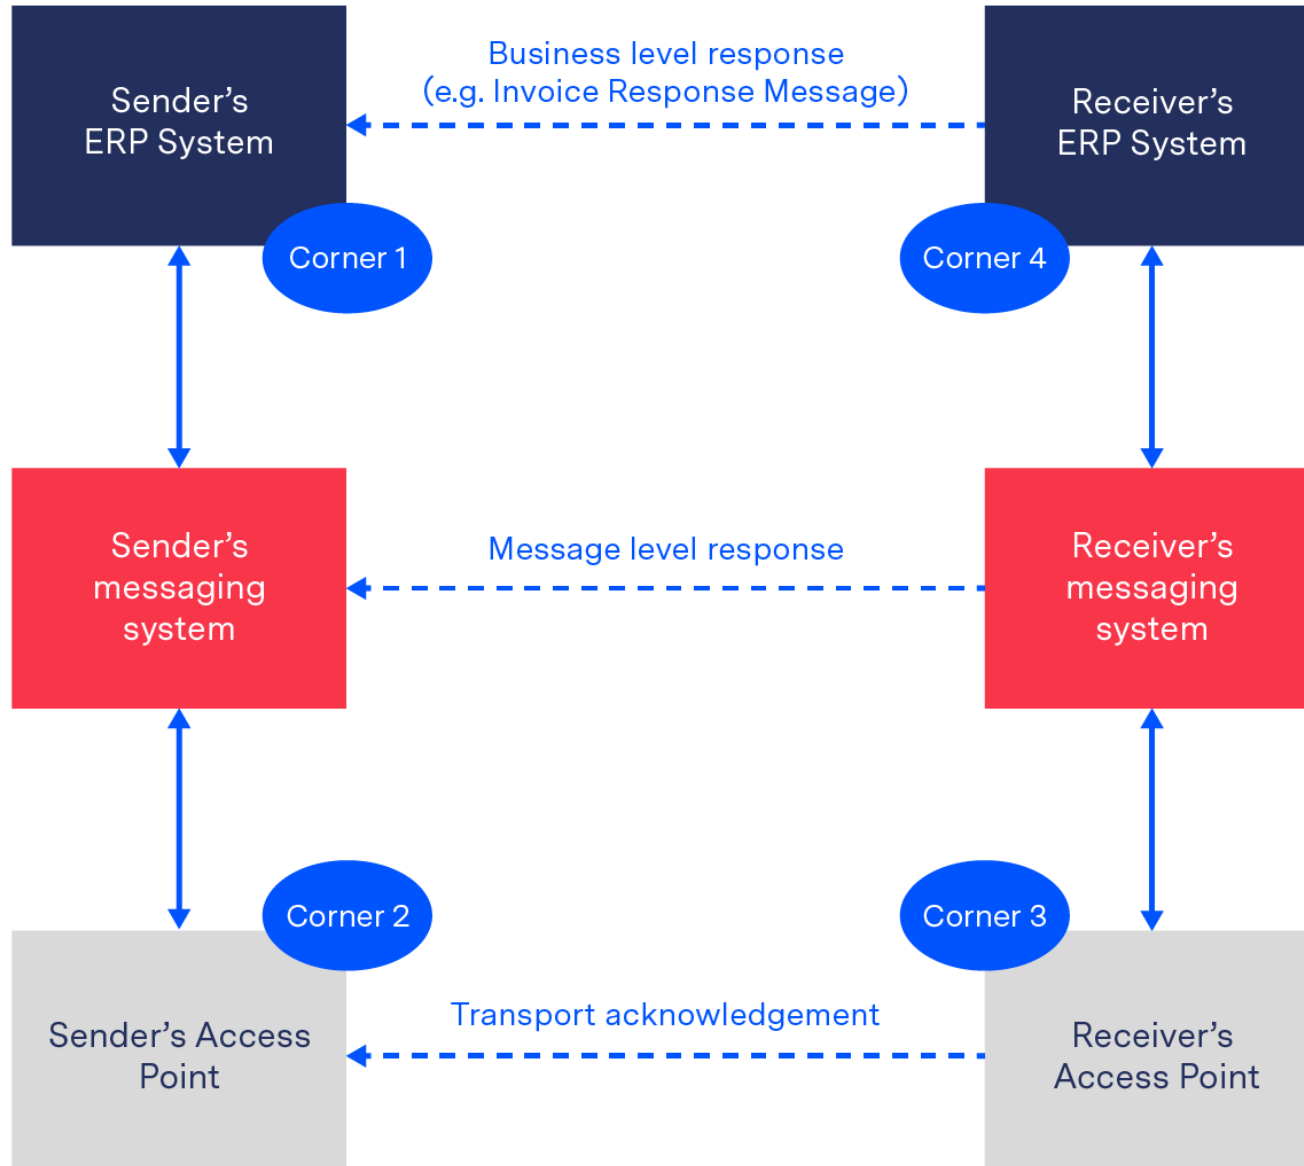 Sender’s
ERP System
Business level response
(e.g. Invoice Response Message)
Receiver’s
ERP System
Corner 1
Corner 4
Sender’s
messaging
system
Message level response
Receiver’s
messaging
system
Corner 2
Corner 3
Sender’s Access
Point
Transport acknowledgement
Receiver’s
Access Point